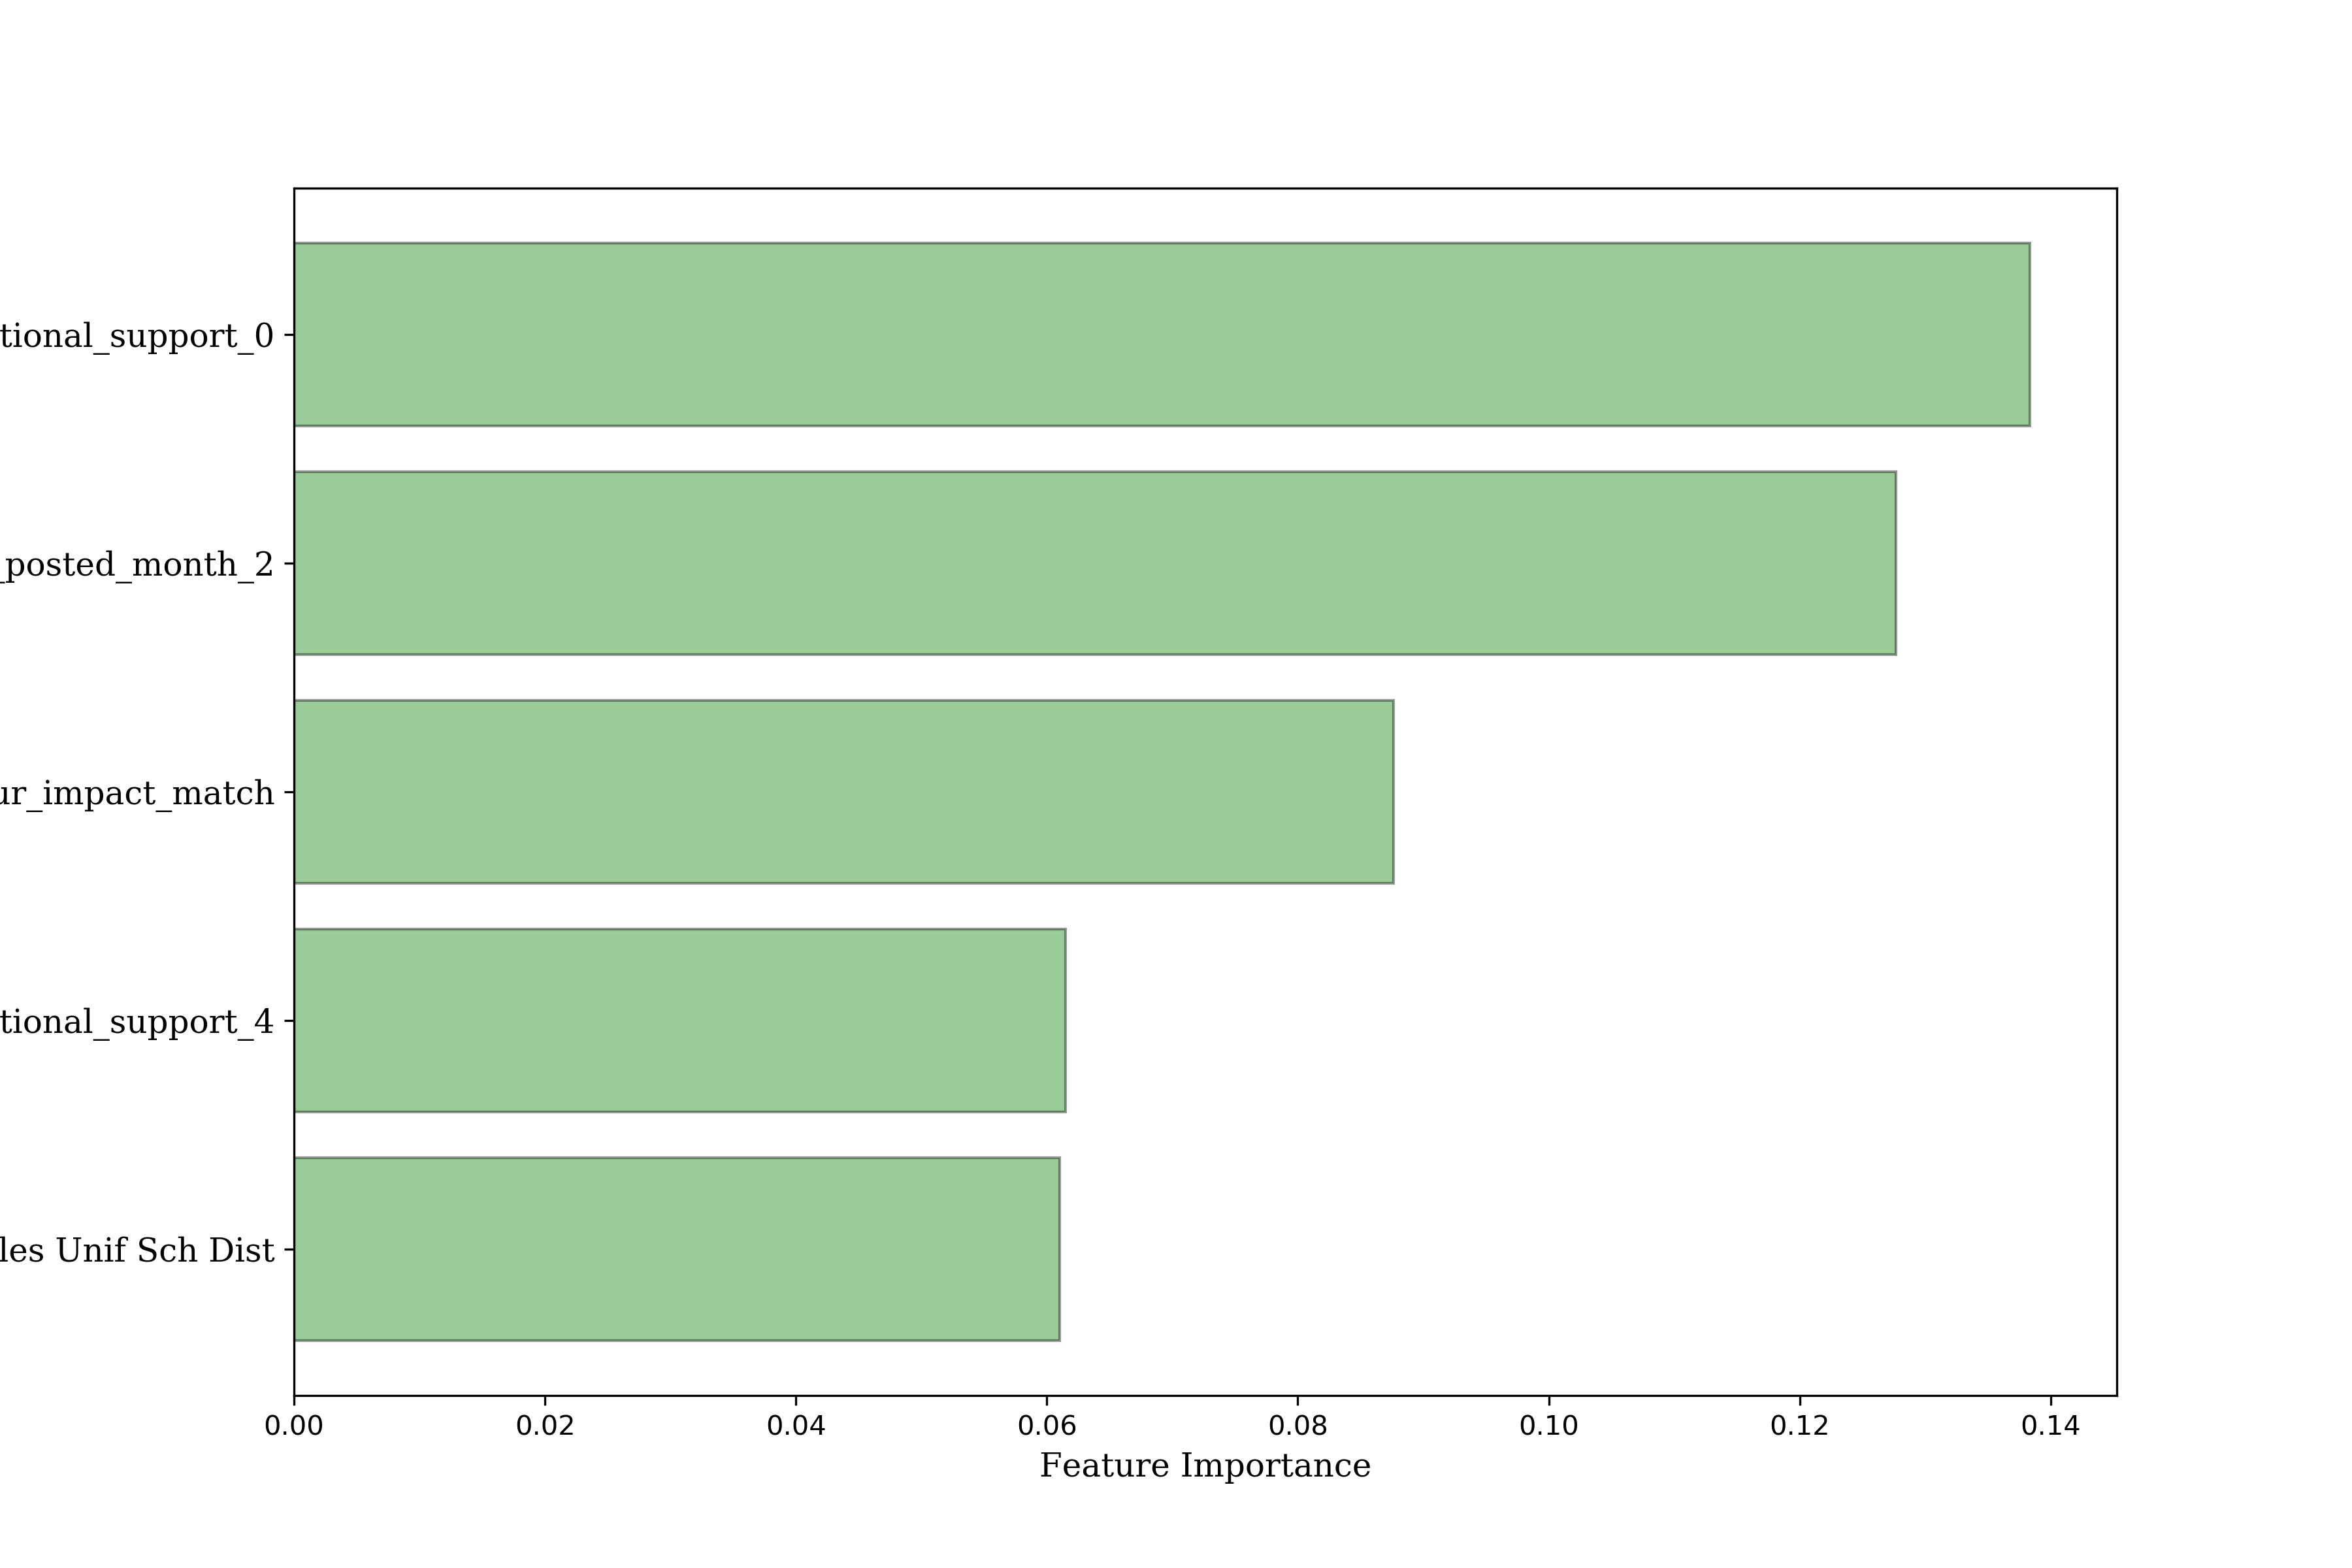 tional_support_0
_posted_month_2
ur_impact_match
tional_support_4
les Unif Sch Dist
0.00 0.02 0.04 0.06 0.08 0.10 0.12 0.14
Feature Importance